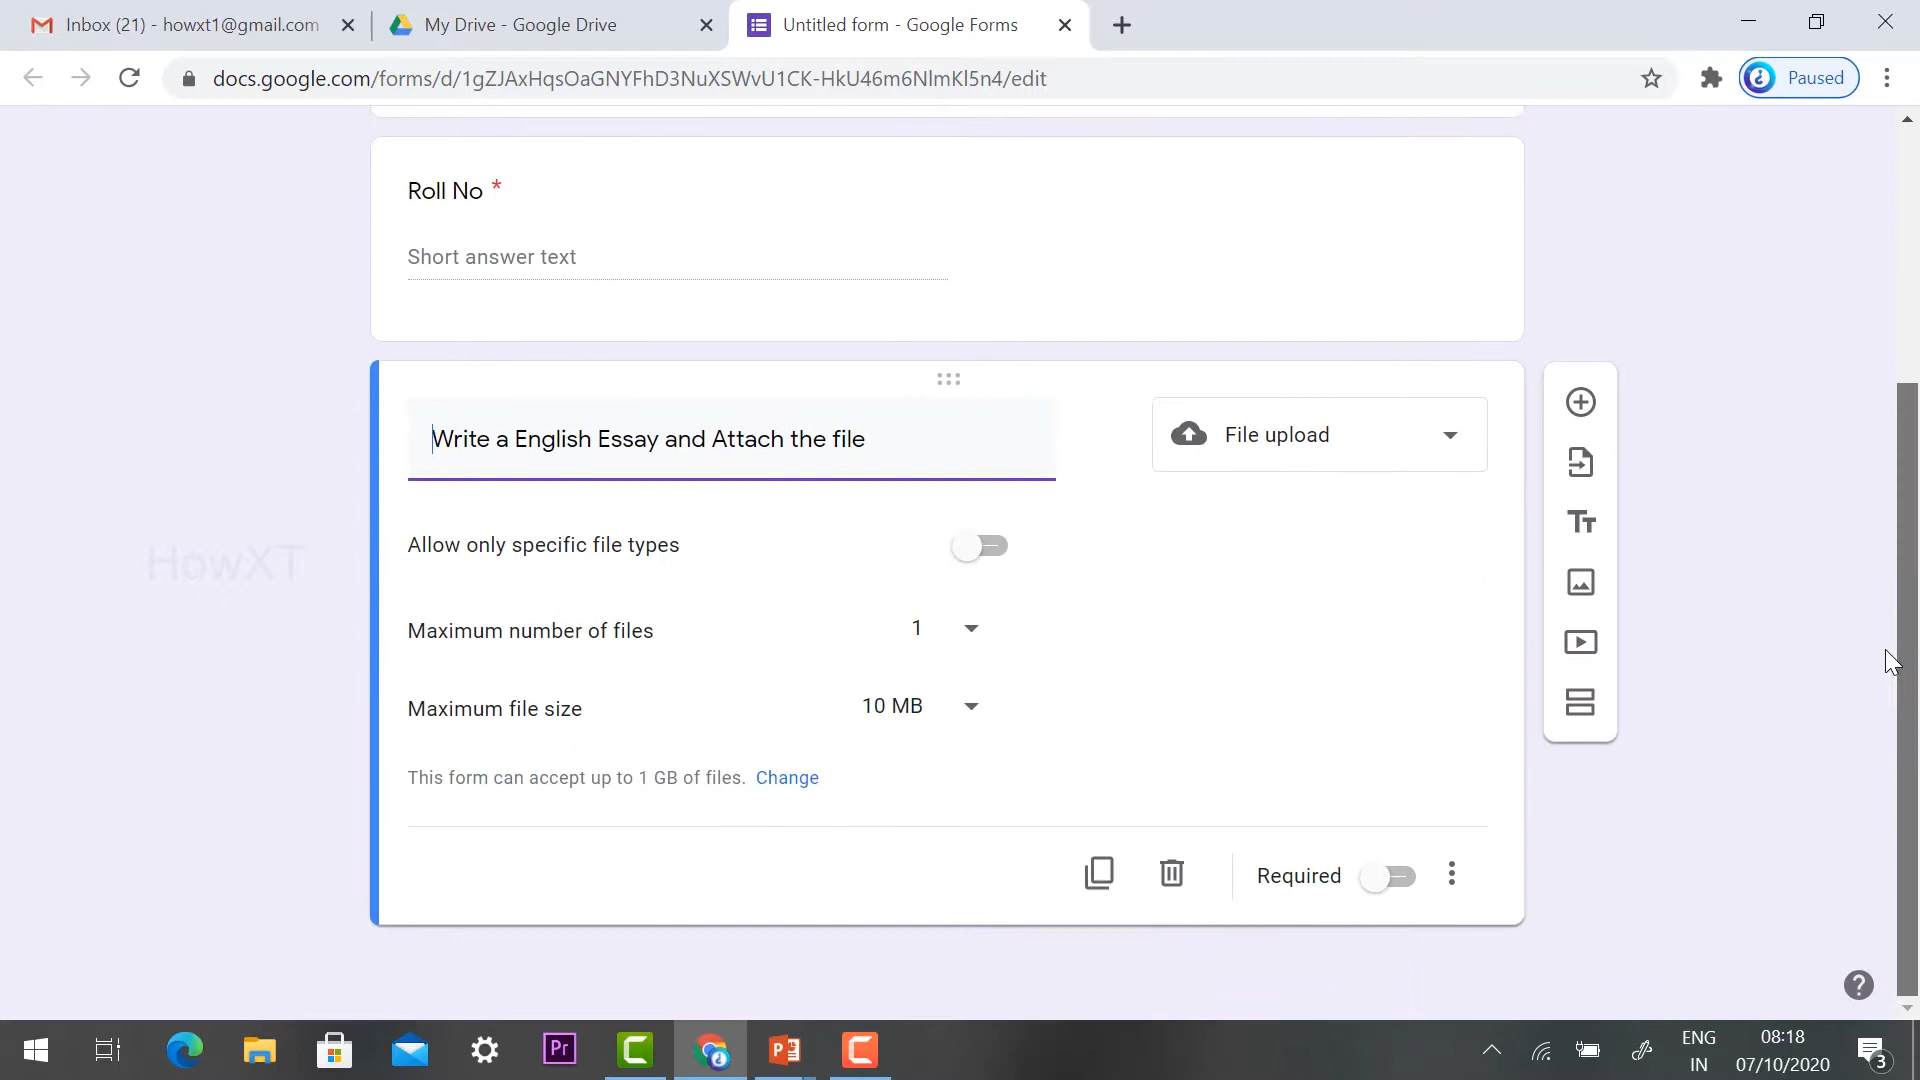 Inbox (21) - howxt1@gmail.com
My Drive - Google Drive
Untitled form - Google Forms
docs.google.com/forms/d/1gZJAxHqsOaGNYFhD3NuXSWvU1CK-HkU46m6NlmKl5n4/edit
Paused
Roll No *
Short answer text
Write a English Essay and Attach the file
File upload
Allow only specific file types
Maximum number of files 1
Maximum file size 10 MB
This form can accept up to 1 GB of files. Change
Required
HowXT
Pr
ENG
IN
08:18
07/10/2020
3